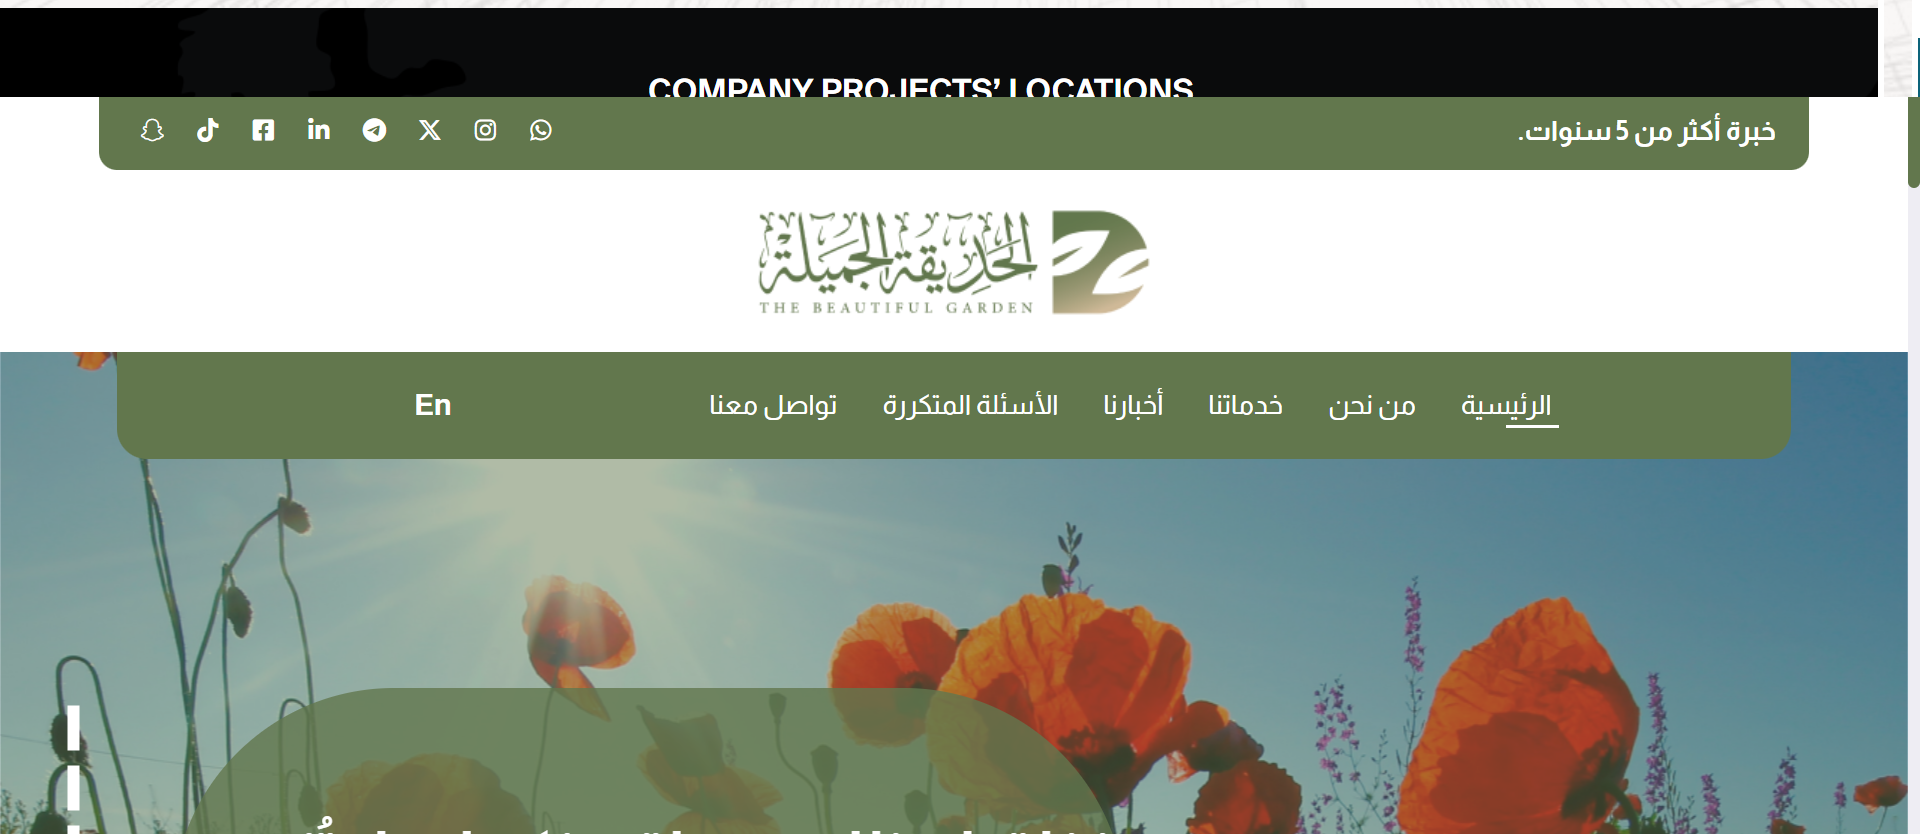 COMPANY PROJECTS’ LOCATIONS
خبرة أكثر من 5 سنوات.
الحديقة الجميلة
THE BEAUTIFUL GARDEN
الرئيسية من نحن خدماتنا أخبارنا الأسئلة المتكررة تواصل معنا En